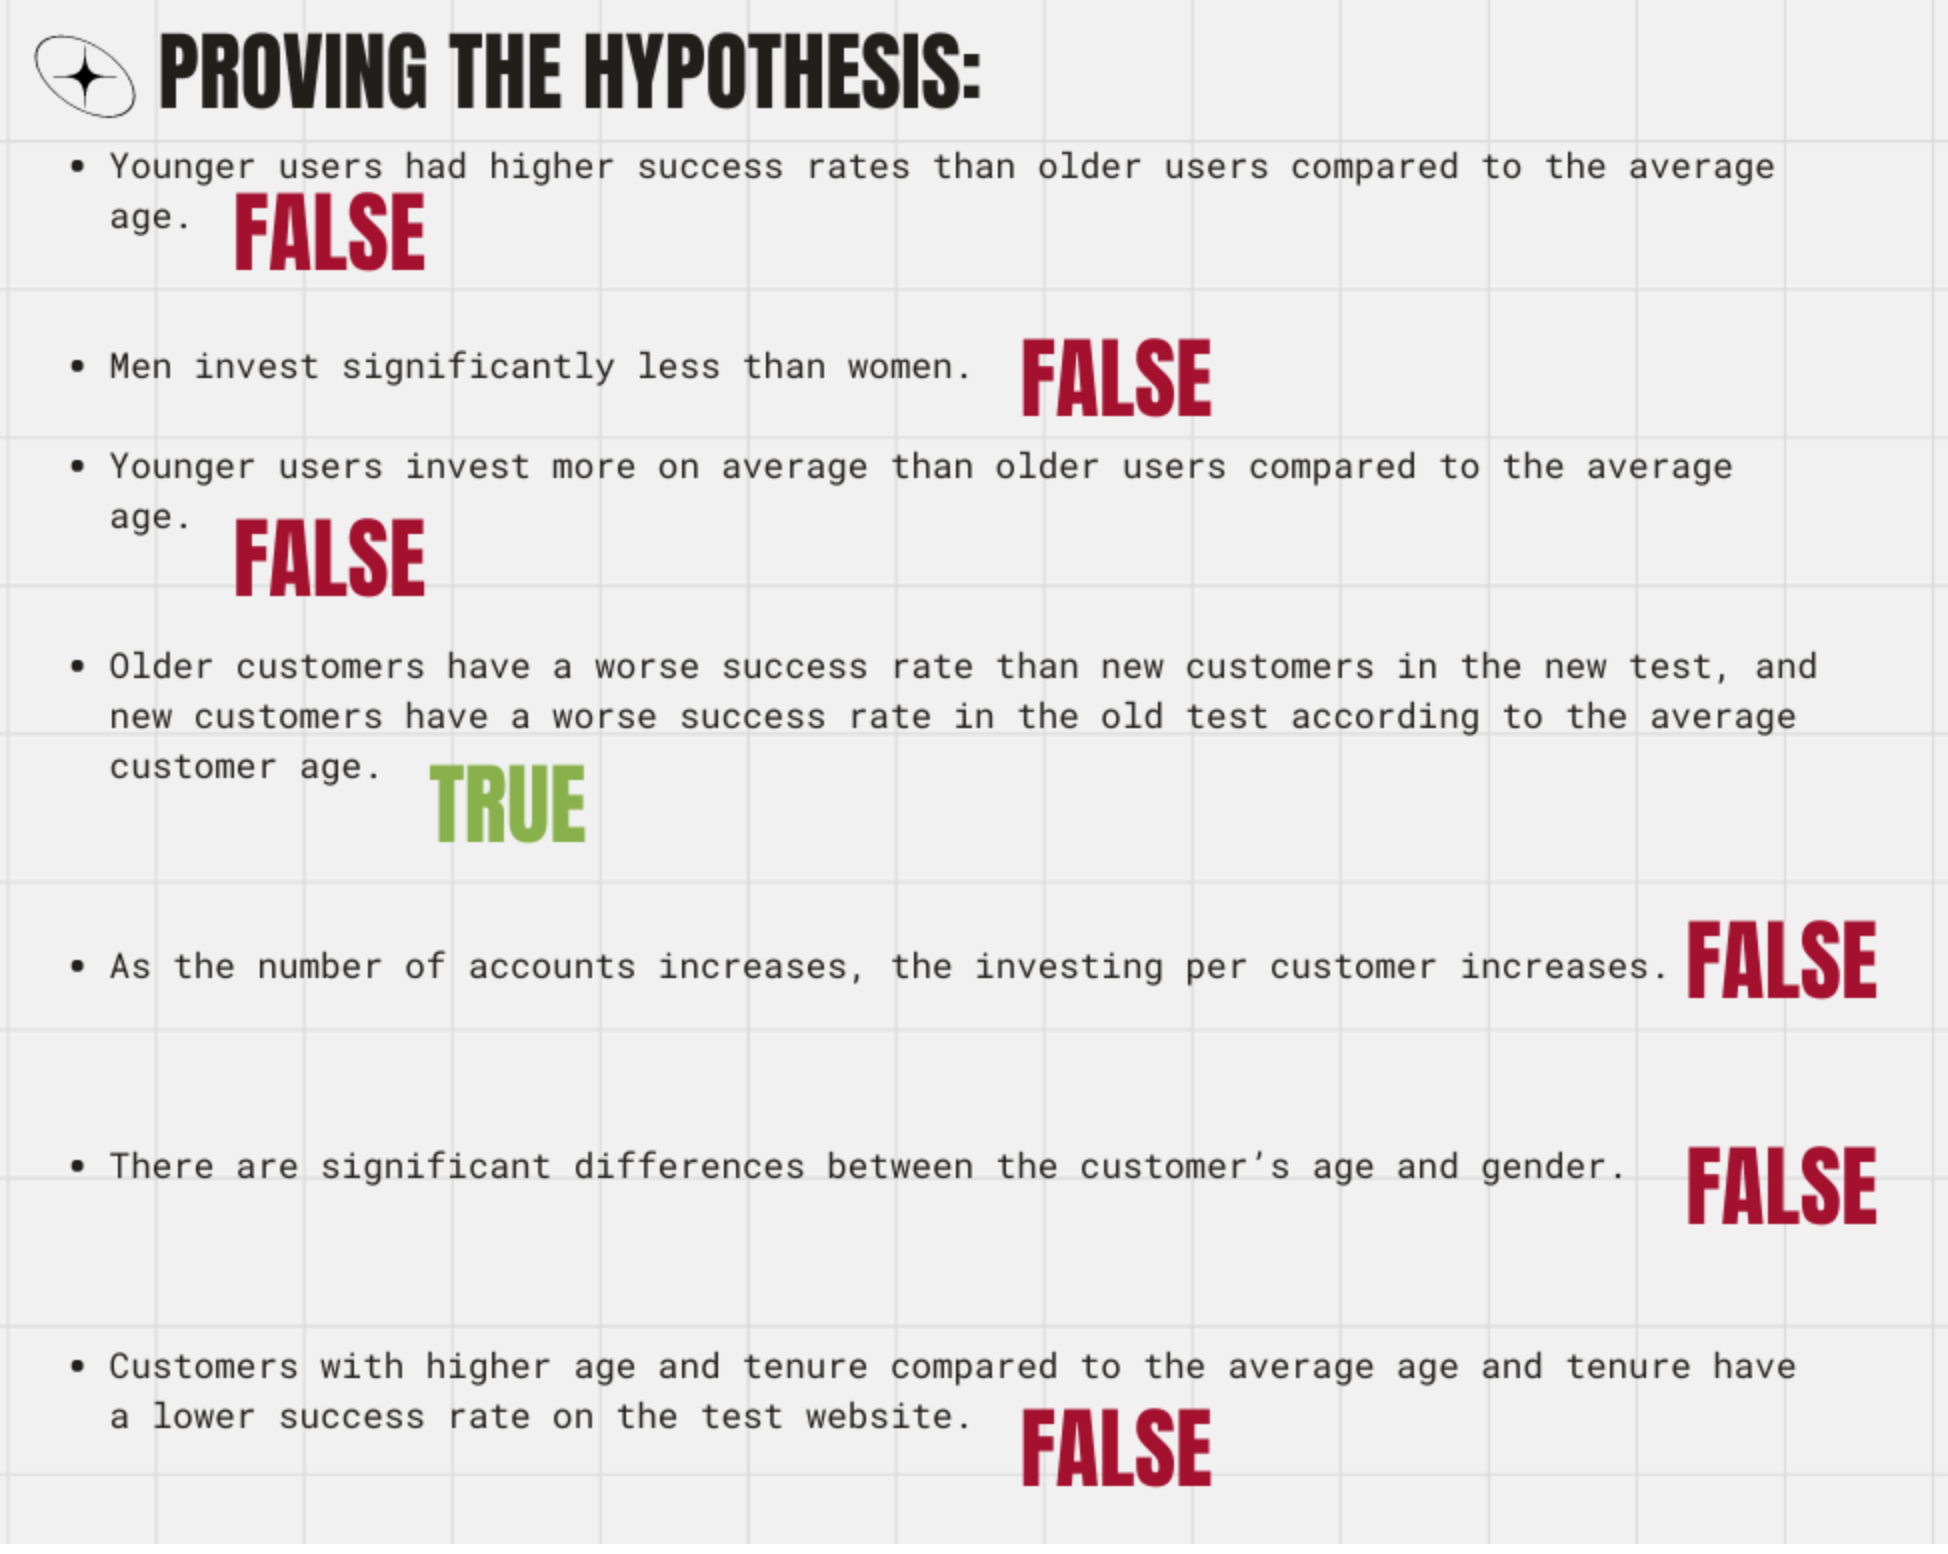 PROVING THE HYPOTHESIS:
• Younger users had higher success rates than older users compared to the average
age.
FALSE
• Men invest significantly less than women.
FALSE
• Younger users invest more on average than older users compared to the average
age.
FALSE
• Older customers have a worse success rate than new customers in the new test, and
new customers have a worse success rate in the old test according to the average
customer age.
TRUE
• As the number of accounts increases, the investing per customer increases.
FALSE
• There are significant differences between the customer’s age and gender.
FALSE
• Customers with higher age and tenure compared to the average age and tenure have
a lower success rate on the test website.
FALSE